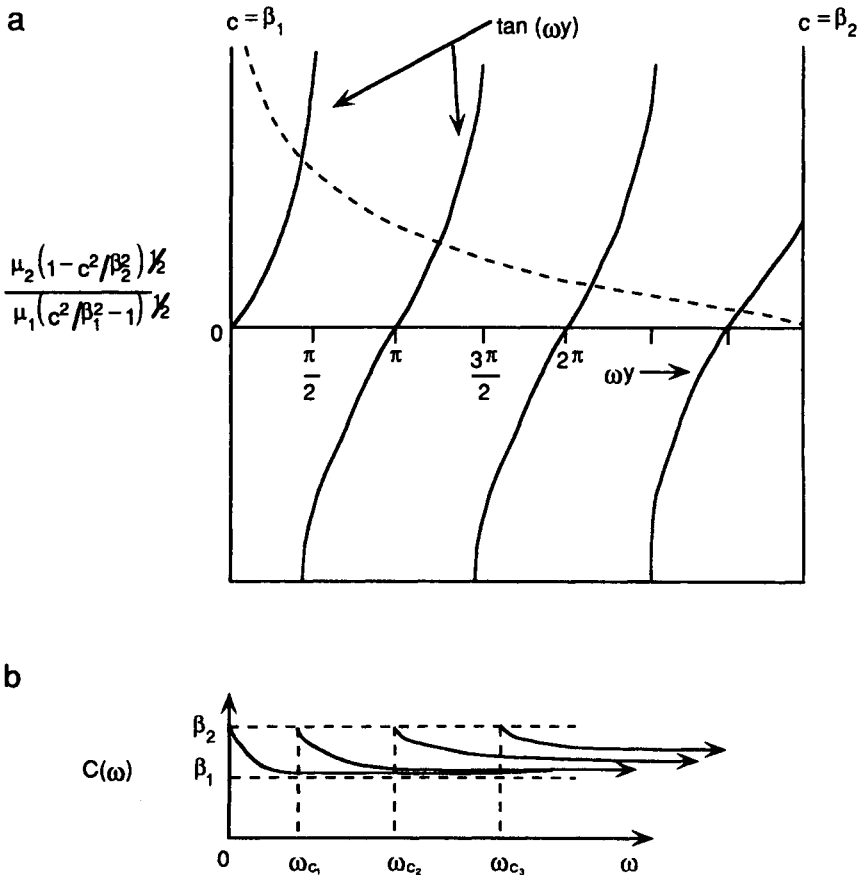 a
c = β₁
tan (ωy)
c = β₂
μ₂(1 - c²/β₂²)½
μ₁(c²/β₁² - 1)½
0
π/2
π
3π/2
2π
ωy
b
β₂
β₁
C(ω)
0
ωc₁
ωc₂
ωc₃
ω